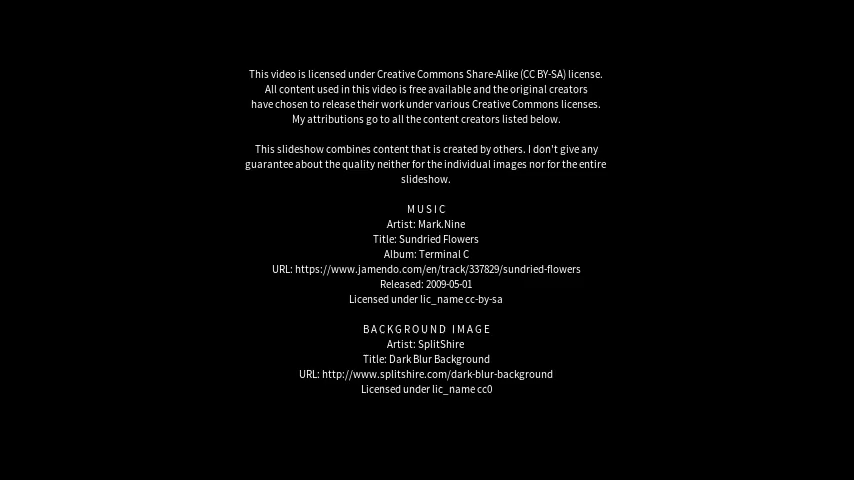 This video is licensed under Creative Commons Share-Alike (CC BY-SA) license.
All content used in this video is free available and the original creators
have chosen to release their work under various Creative Commons licenses.
My attributions go to all the content creators listed below.
This slideshow combines content that is created by others. I don't give any
guarantee about the quality neither for the individual images nor for the entire
slideshow.
M U S I C
Artist: Mark.Nine
Title: Sundried Flowers
Album: Terminal C
URL: https://www.jamendo.com/en/track/337829/sundried-flowers
Released: 2009-05-01
Licensed under lic_name cc-by-sa
B A C K G R O U N D   I M A G E
Artist: SplitShire
Title: Dark Blur Background
URL: http://www.splitshire.com/dark-blur-background
Licensed under lic_name cc0